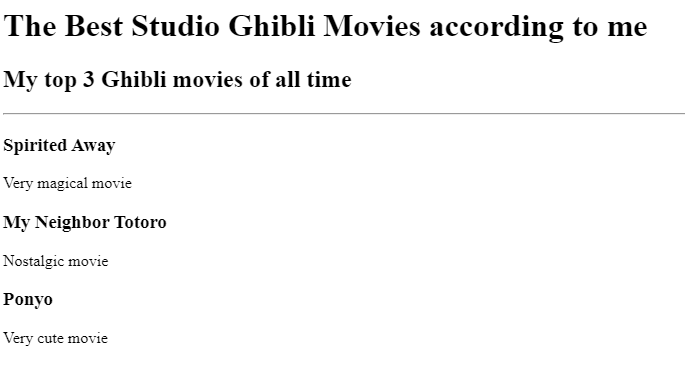 The Best Studio Ghibli Movies according to me
My top 3 Ghibli movies of all time
Spirited Away
Very magical movie
My Neighbor Totoro
Nostalgic movie
Ponyo
Very cute movie